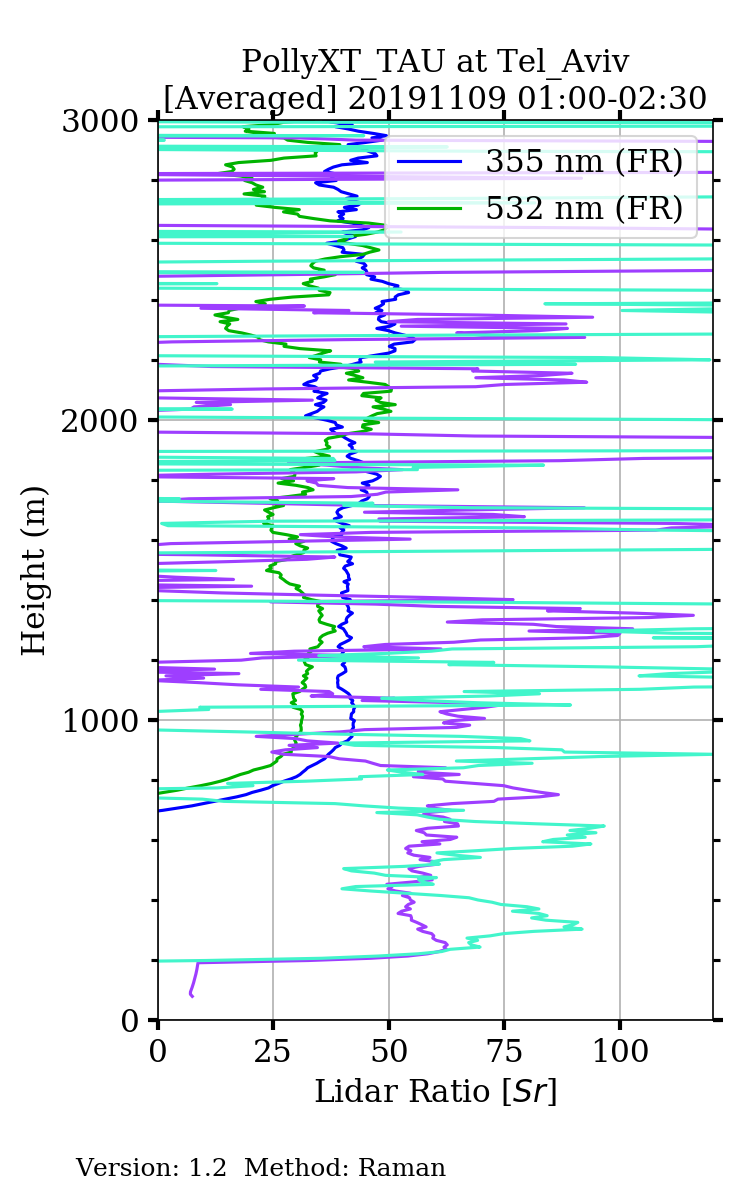 PollyXT_TAU at Tel_Aviv
[Averaged] 20191109 01:00-02:30
355 nm (FR)
532 nm (FR)
3000
2000
1000
0
Height (m)
0 25 50 75 100
Lidar Ratio [Sr]
Version: 1.2 Method: Raman